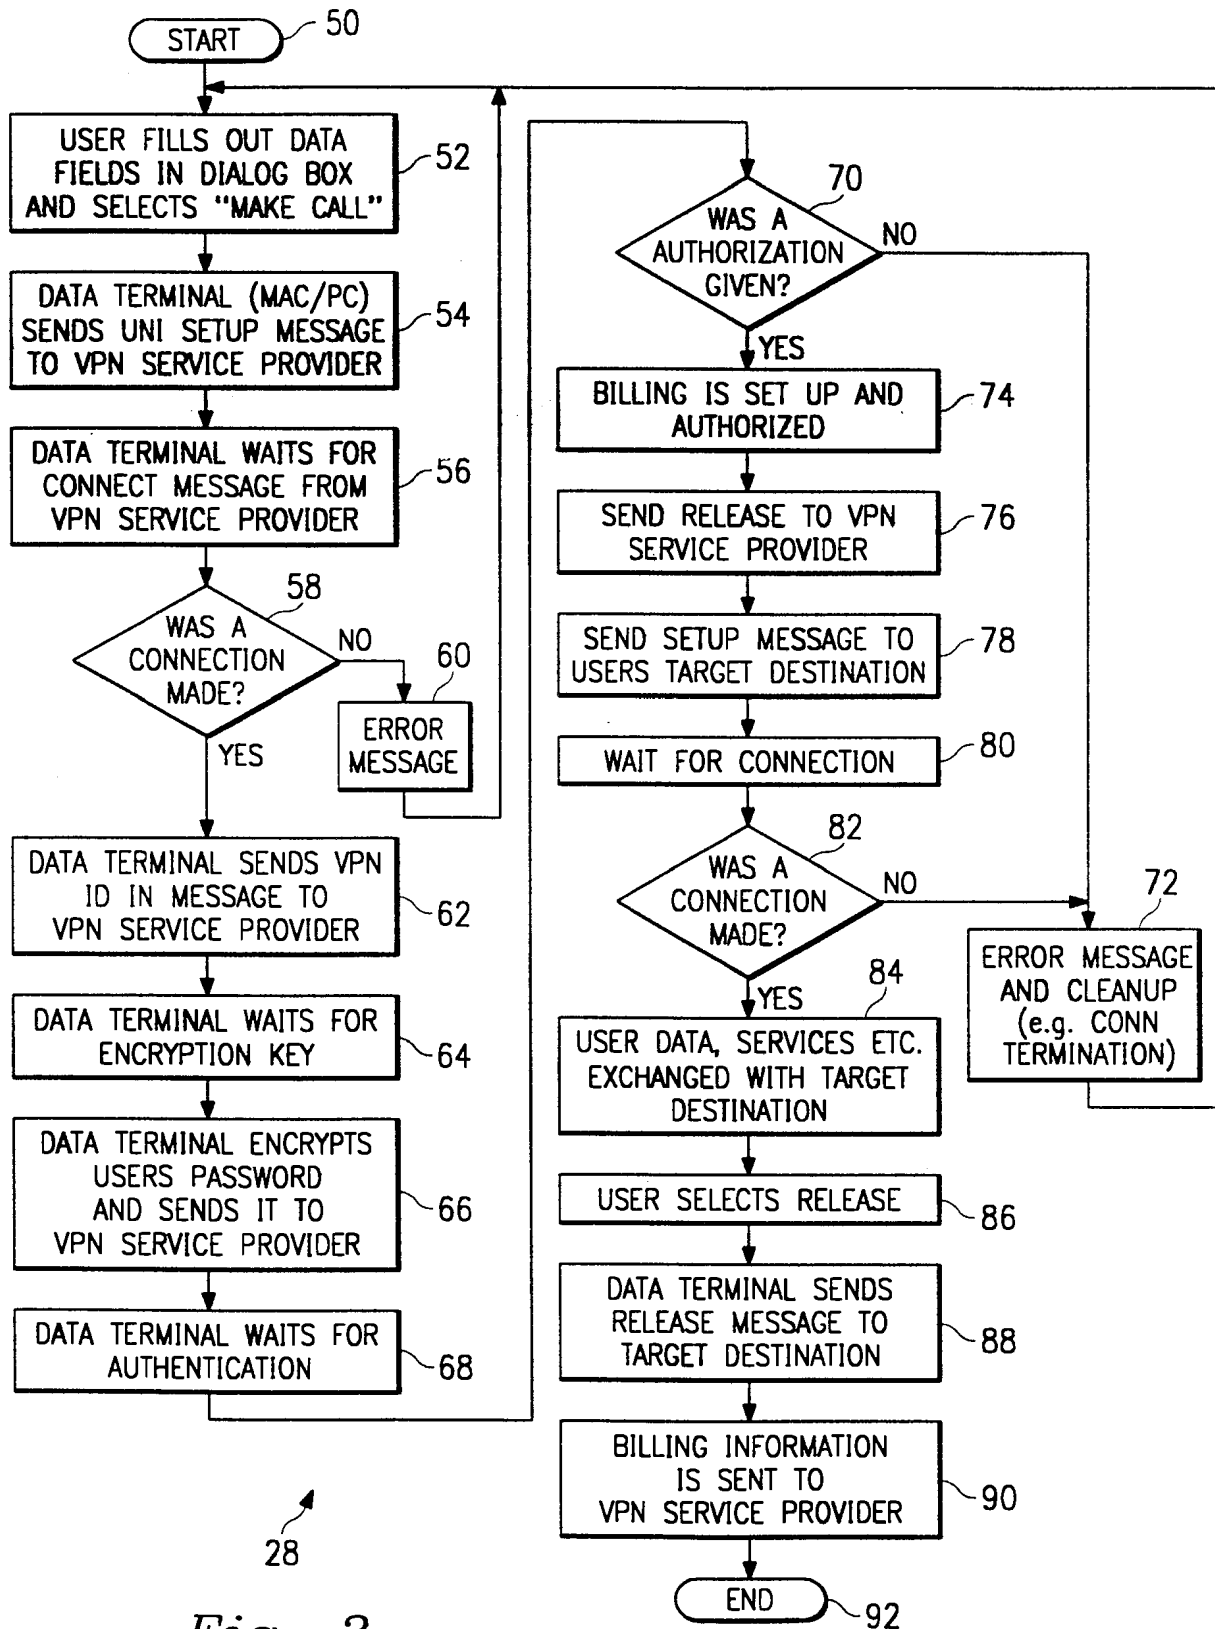 START
50
USER FILLS OUT DATA
FIELDS IN DIALOG BOX
AND SELECTS "MAKE CALL"
52
DATA TERMINAL (MAC/PC)
SENDS UNI SETUP MESSAGE
TO VPN SERVICE PROVIDER
54
DATA TERMINAL WAITS FOR
CONNECT MESSAGE FROM
VPN SERVICE PROVIDER
56
WAS A
CONNECTION
MADE?
58
NO
YES
60
ERROR
MESSAGE
DATA TERMINAL SENDS VPN
ID IN MESSAGE TO
VPN SERVICE PROVIDER
62
DATA TERMINAL WAITS FOR
ENCRYPTION KEY
64
DATA TERMINAL ENCRYPTS
USERS PASSWORD
AND SENDS IT TO
VPN SERVICE PROVIDER
66
DATA TERMINAL WAITS FOR
AUTHENTICATION
68
WAS A
AUTHORIZATION
GIVEN?
70
NO
YES
BILLING IS SET UP AND
AUTHORIZED
74
SEND RELEASE TO VPN
SERVICE PROVIDER
76
SEND SETUP MESSAGE TO
USERS TARGET DESTINATION
78
WAIT FOR CONNECTION
80
WAS A
CONNECTION
MADE?
82
NO
YES
72
ERROR MESSAGE
AND CLEANUP
(e.g. CONN
TERMINATION)
84
USER DATA, SERVICES ETC.
EXCHANGED WITH TARGET
DESTINATION
USER SELECTS RELEASE
86
DATA TERMINAL SENDS
RELEASE MESSAGE TO
TARGET DESTINATION
88
BILLING INFORMATION
IS SENT TO
VPN SERVICE PROVIDER
90
END
92
28